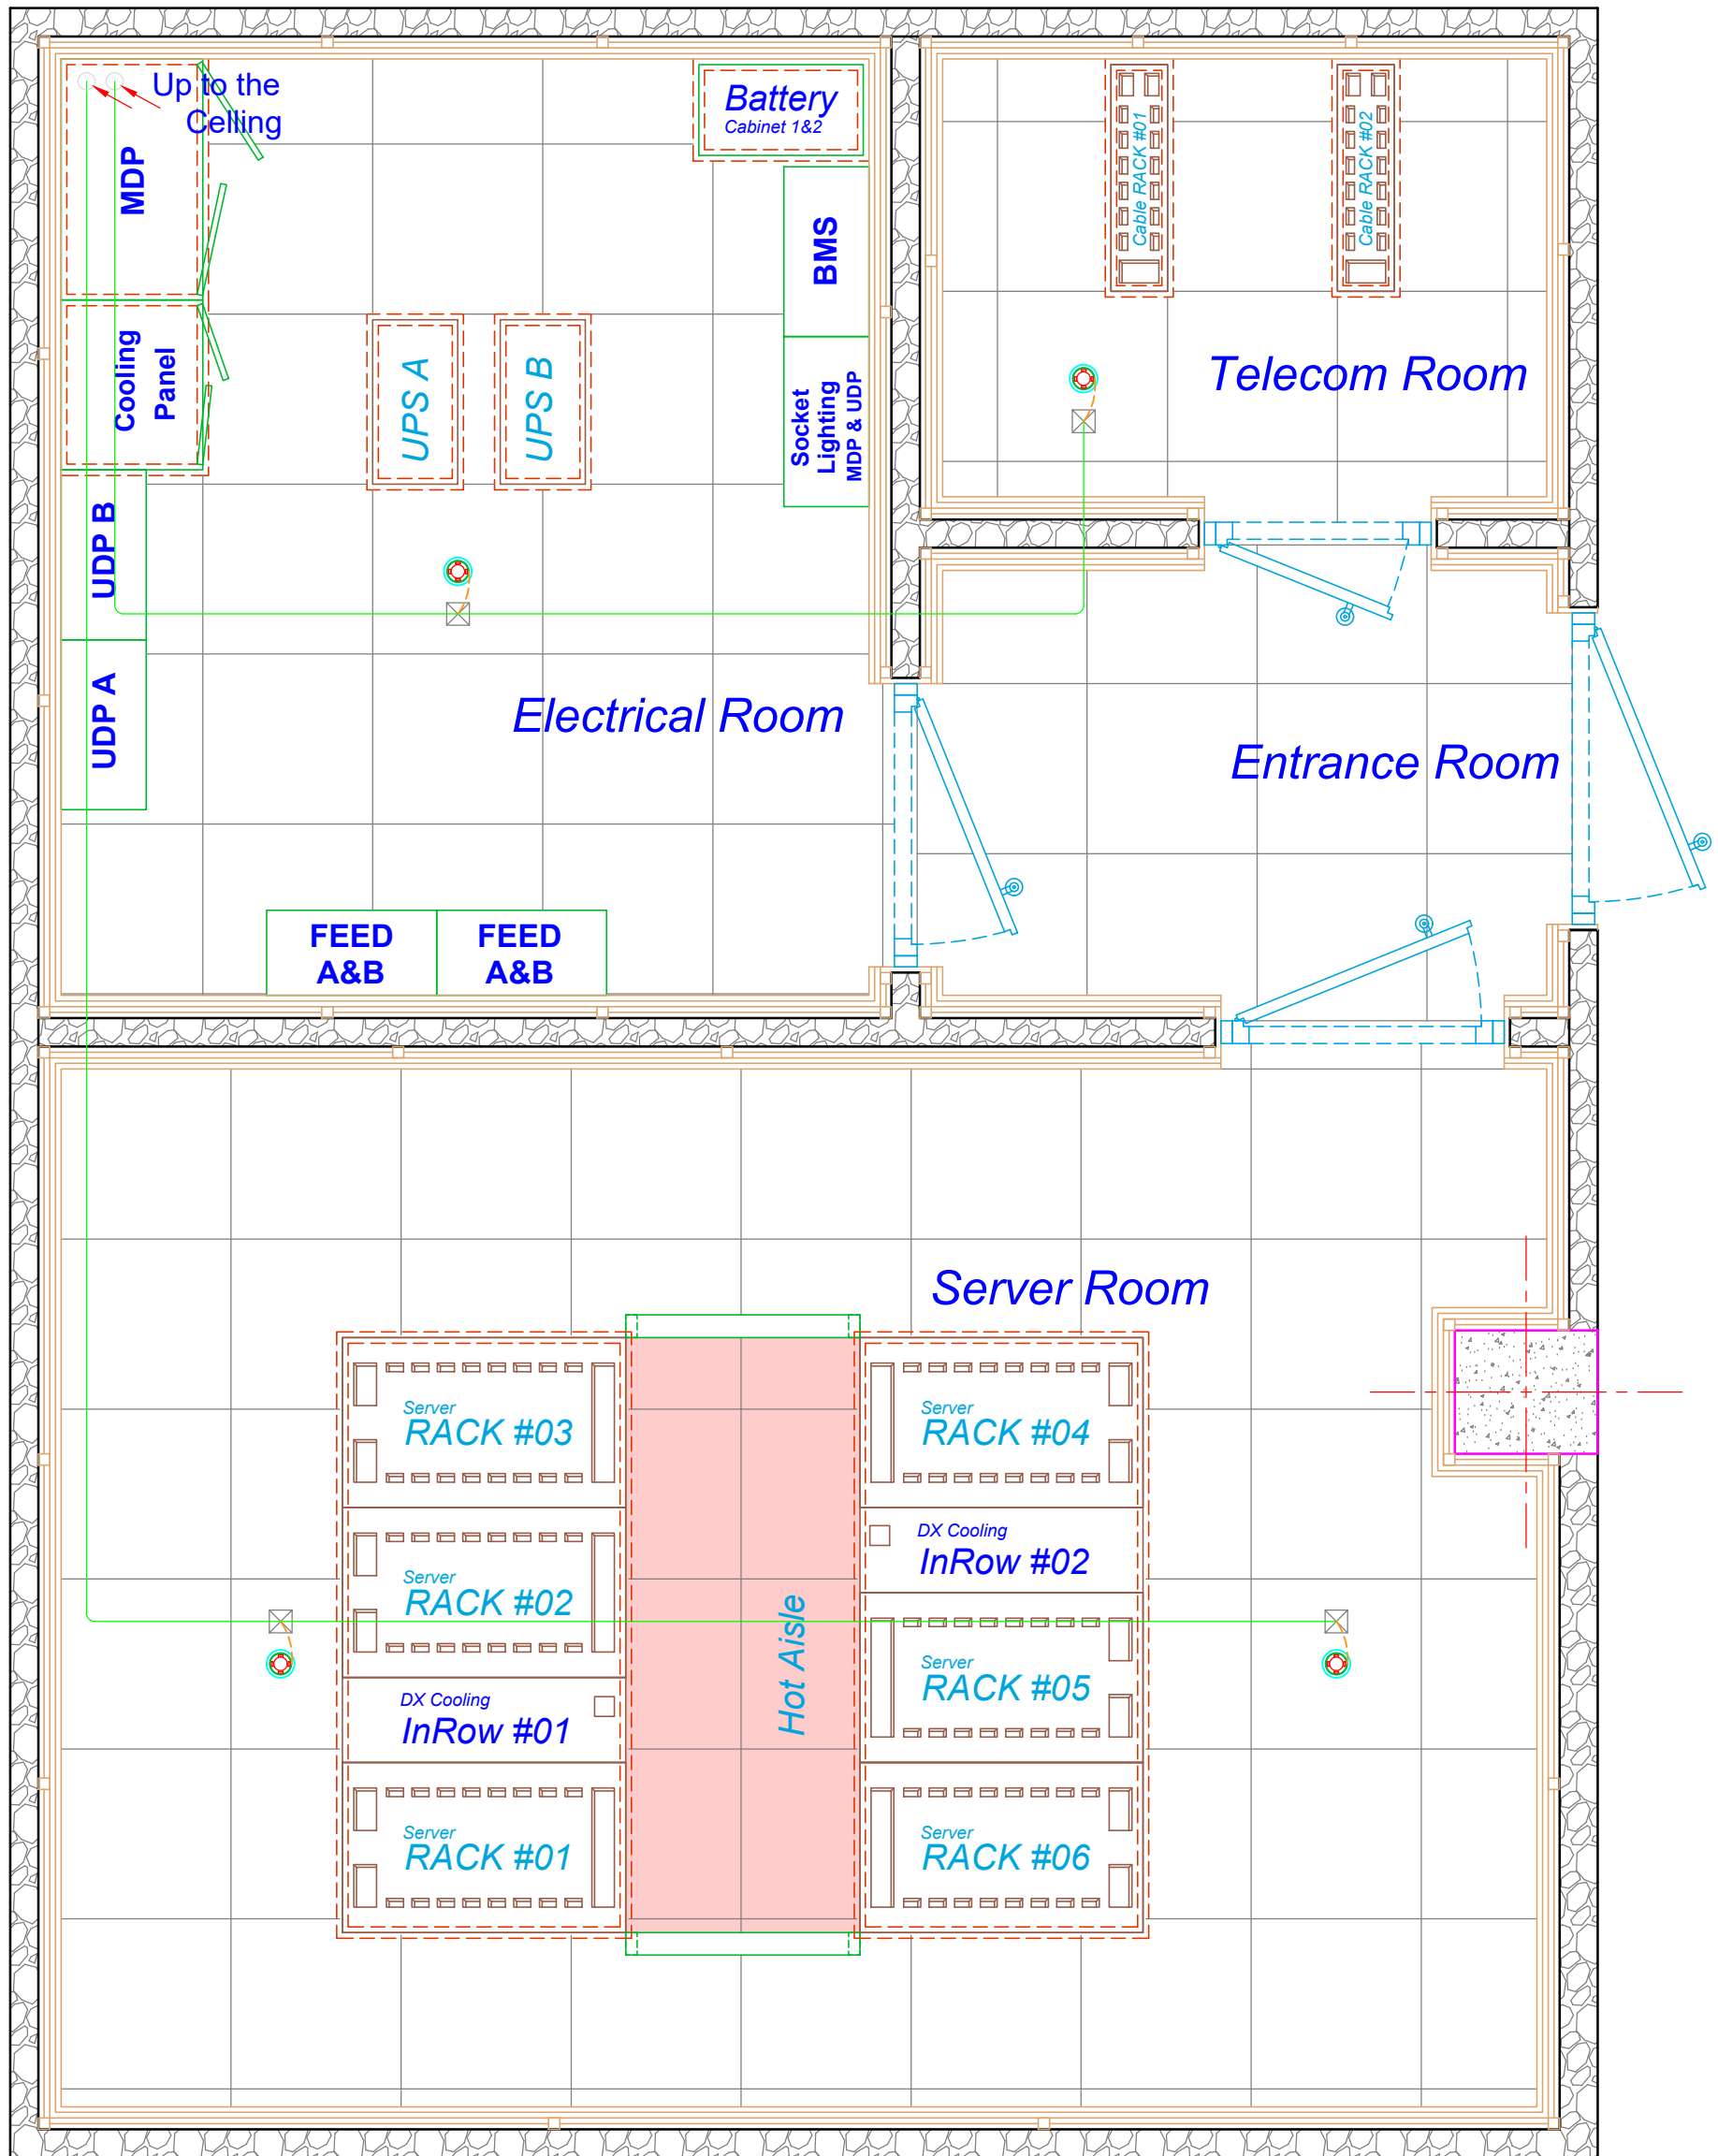 Up to the
Celling
MDP
Battery
Cabinet 1&2
Cable RACK #01
Cable RACK #02
BMS
Cooling
Panel
UPS A
UPS B
Socket
Lighting
MDP & UDP
Telecom Room
UDP B
UDP A
Electrical Room
Entrance Room
FEED
A&B
FEED
A&B
Server Room
Server
RACK #03
Server
RACK #04
DX Cooling
InRow #02
Server
RACK #02
Hot Aisle
Server
RACK #05
DX Cooling
InRow #01
Server
RACK #01
Server
RACK #06